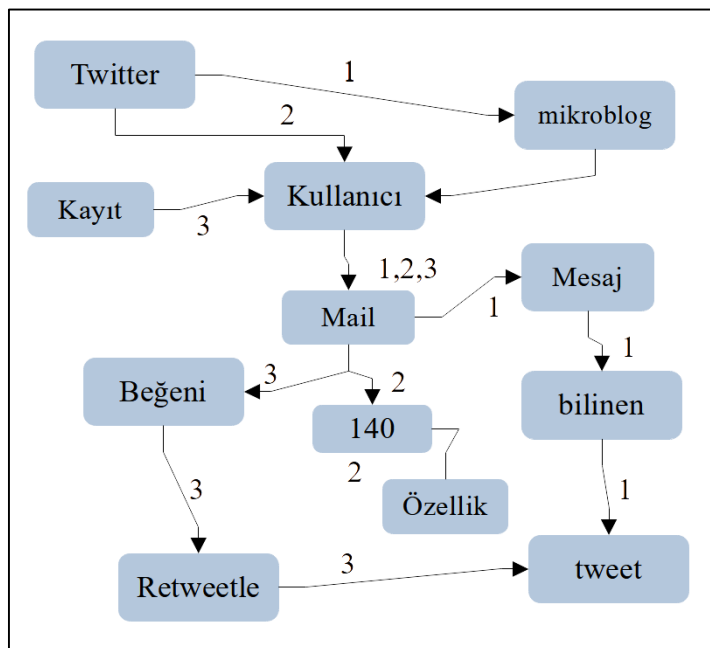 Twitter
1
mikroblog
2
Kayıt
3
Kullanıcı
1,2,3
Mesaj
Mail
1
1
3
2
Beğeni
140
bilinen
2
Özellik
3
1
Retweetle
3
tweet